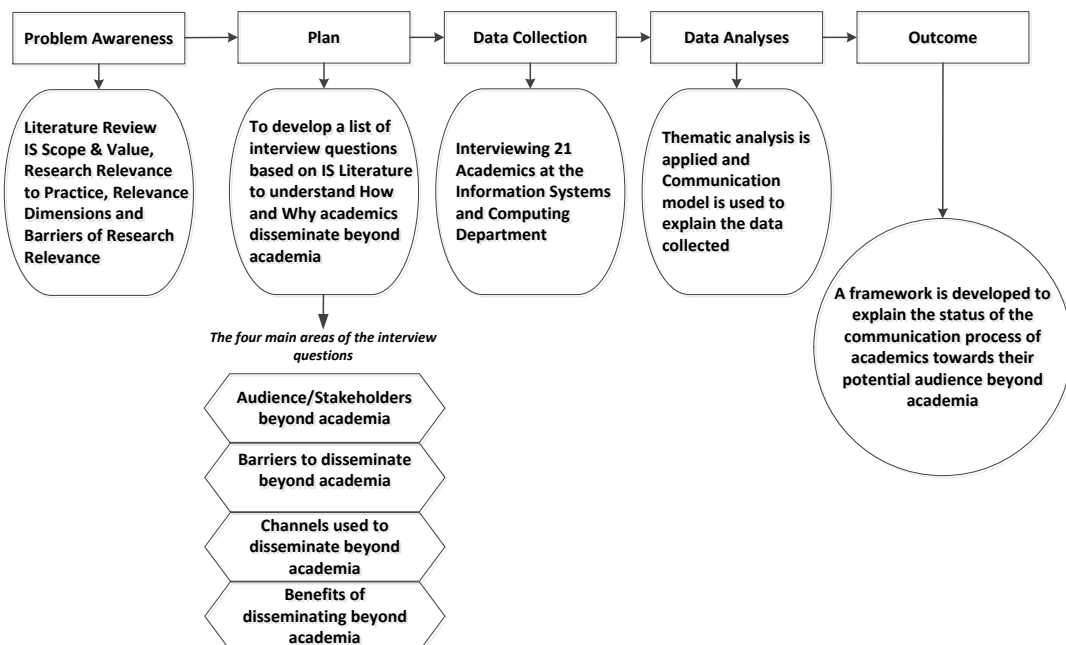 Problem Awareness
Plan
Data Collection
Data Analyses
Outcome
Literature Review
IS Scope & Value,
Research Relevance
to Practice, Relevance
Dimensions and
Barriers of Research
Relevance
To develop a list of
interview questions
based on IS Literature
to understand How
and Why academics
disseminate beyond
academia
Interviewing 21
Academics at the
Information Systems
and Computing
Department
Thematic analysis is
applied and
Communication
model is used to
explain the data
collected
A framework is developed to
explain the status of the
communication process of
academics towards their
potential audience beyond
academia
The four main areas of the interview
questions
Audience/Stakeholders
beyond academia
Barriers to disseminate
beyond academia
Channels used to
disseminate beyond
academia
Benefits of
disseminating beyond
academia